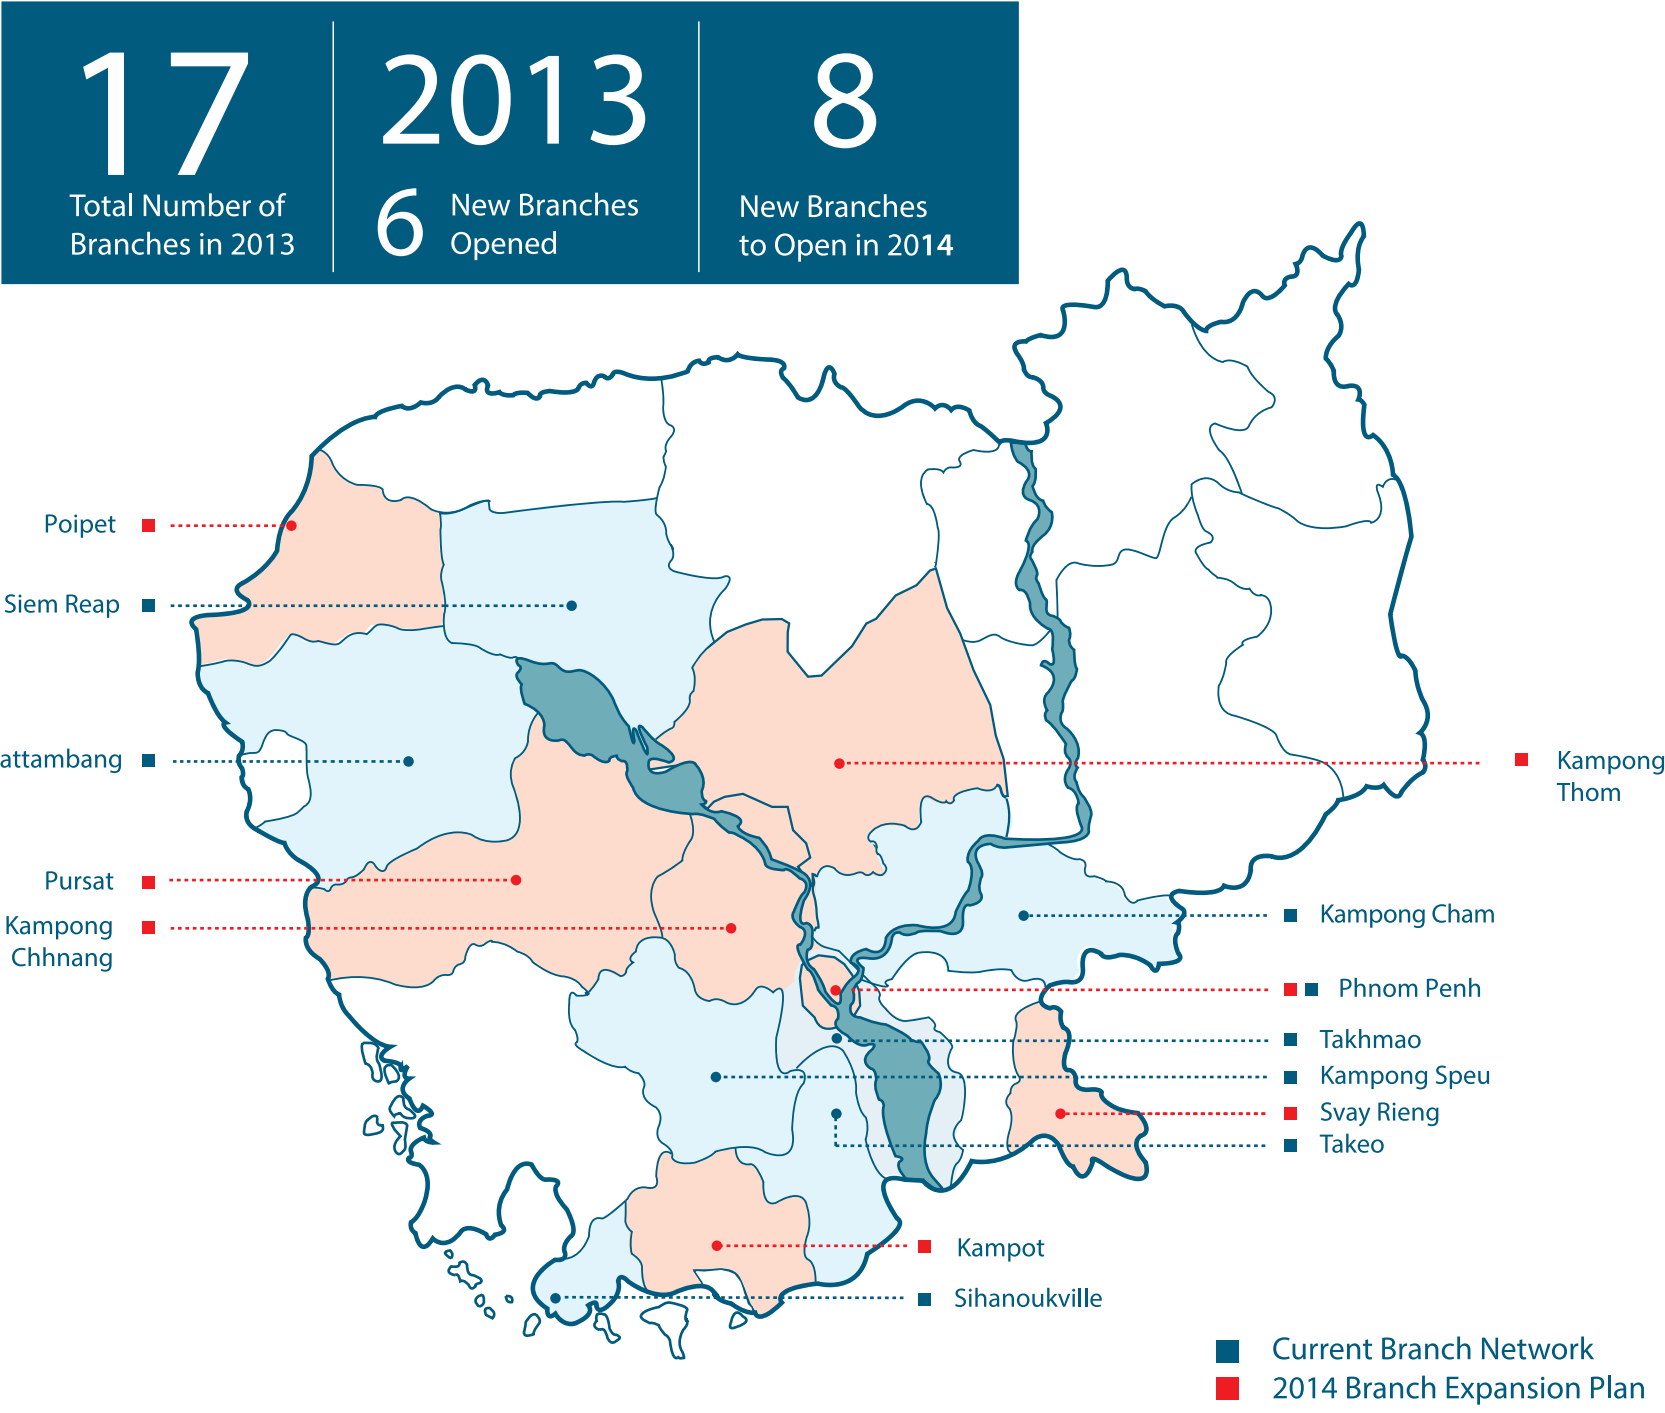 17
Total Number of
Branches in 2013
2013
6
New Branches
Opened
8
New Branches
to Open in 2014
Poipet
Siem Reap
attambang
Pursat
Kampong
Chhnang
Kampong
Thom
Kampong Cham
Phnom Penh
Takhmao
Kampong Speu
Svay Rieng
Takeo
Kampot
Sihanoukville
Current Branch Network
2014 Branch Expansion Plan